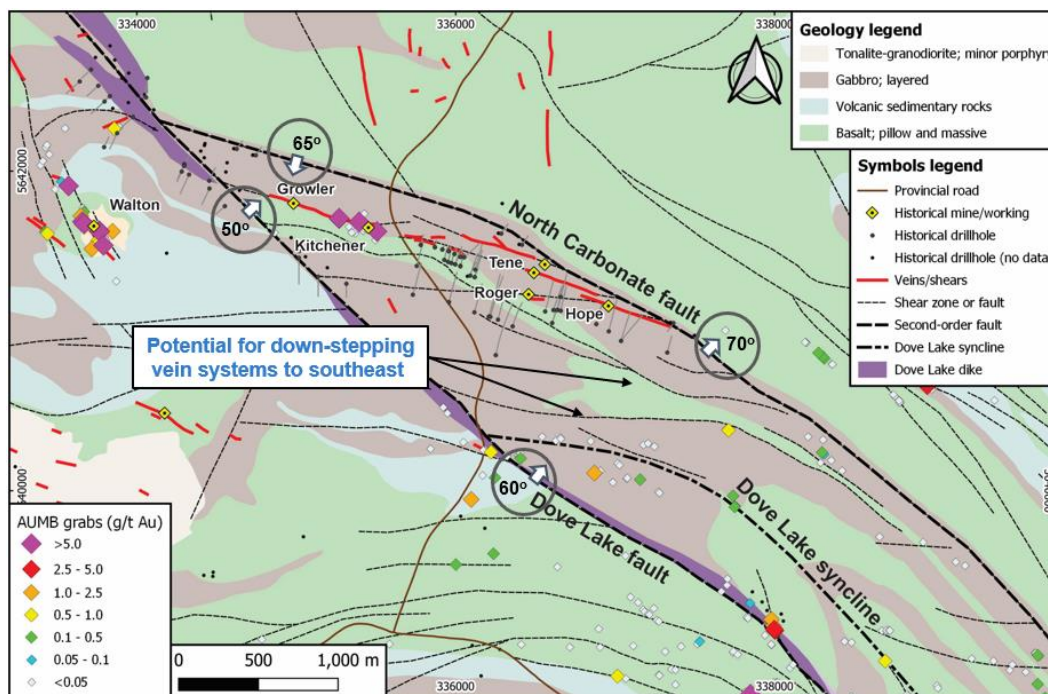 334000
336000
338000
Geology legend
Tonalite-granodiorite; minor porphyry
Gabbro; layered
Volcanic sedimentary rocks
Basalt; pillow and massive
Symbols legend
Provincial road
Historical mine/working
Historical drillhole
Historical drillhole (no data)
Veins/shears
Shear zone or fault
Second-order fault
Dove Lake syncline
Dove Lake dike
5642000
65°
Growler
Walton
50°
Kitchener
North Carbonate fault
Tene
Roger
Hope
70°
Potential for down-stepping
vein systems to southeast
60°
Dove Lake fault
Dove Lake syncline
AUMB grabs (g/t Au)
>5.0
2.5 - 5.0
1.0 - 2.5
0.5 - 1.0
0.1 - 0.5
0.05 - 0.1
<0.05
0
500
1,000 m
336000
338000